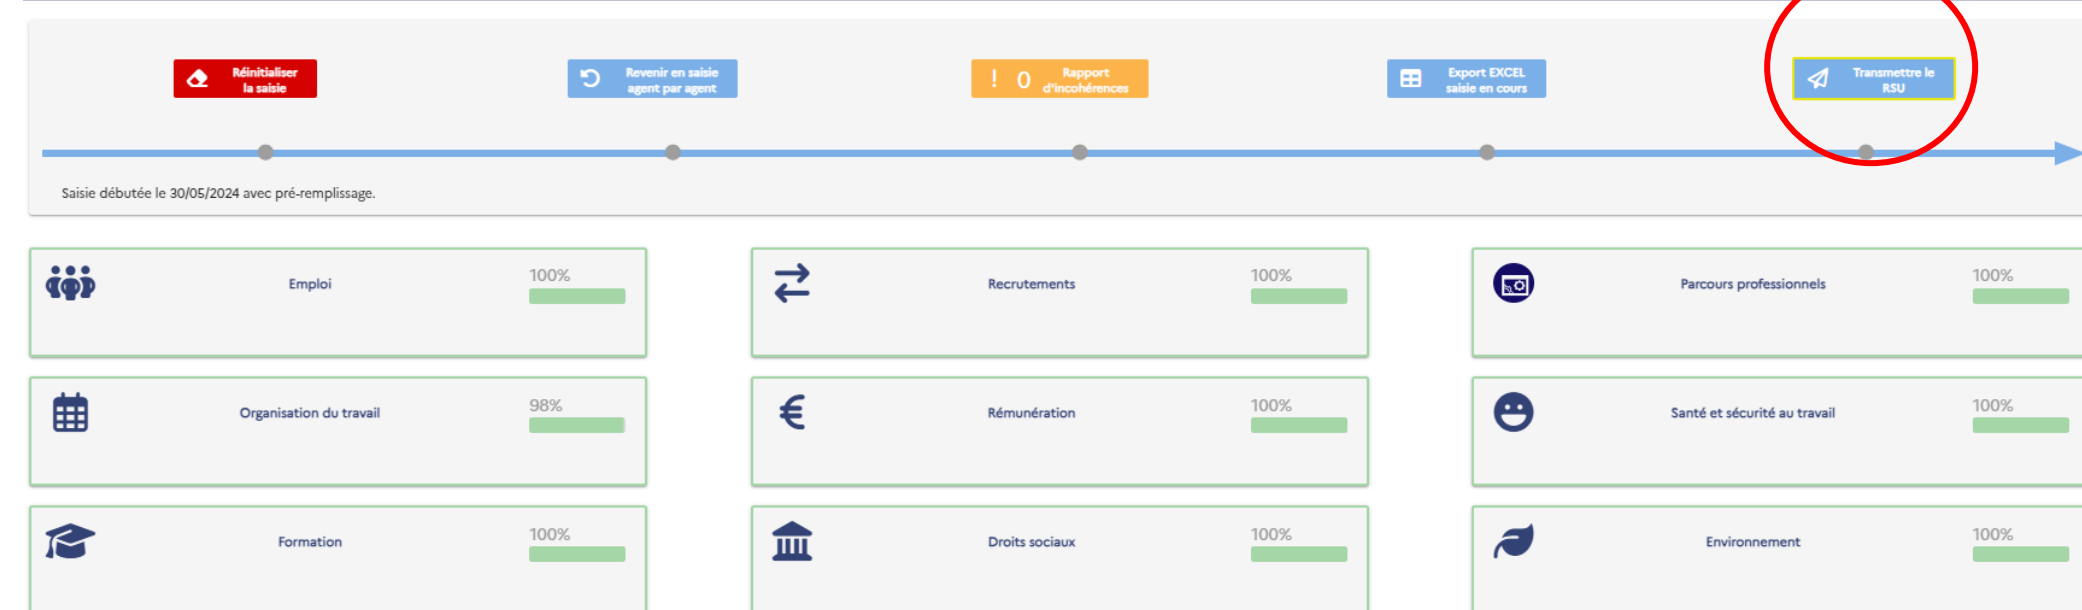 Réinitialiser
la saisie
Revenir en saisie
agent par agent
! 0 Rapport
d'incohérences
Export EXCEL
saisie en cours
Transmettre le
RSU
Saisie débutée le 30/05/2024 avec pré-remplissage.
Emploi 100%
Recrutements 100%
Parcours professionnels 100%
Organisation du travail 98%
Rémunération 100%
Santé et sécurité au travail 100%
Formation 100%
Droits sociaux 100%
Environnement 100%